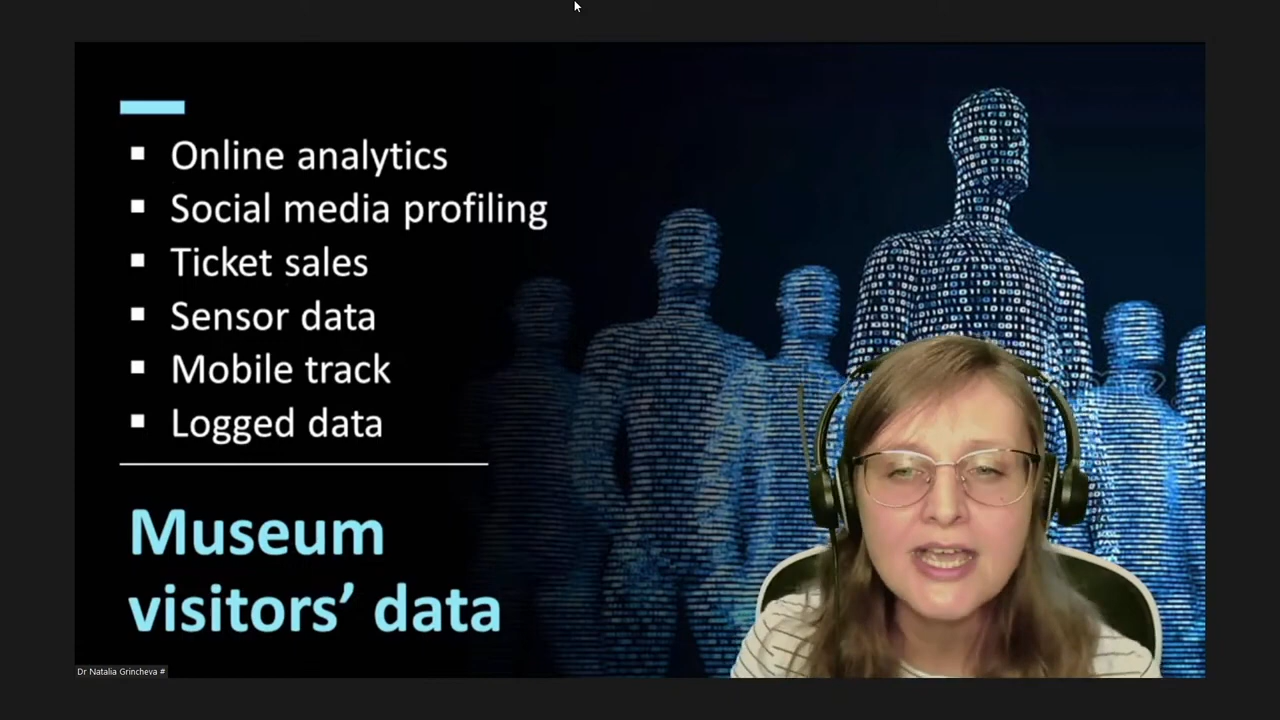 Online analytics
Social media profiling
Ticket sales
Sensor data
Mobile track
Logged data
Museum
visitors’ data
Dr Natalia Grincheva #